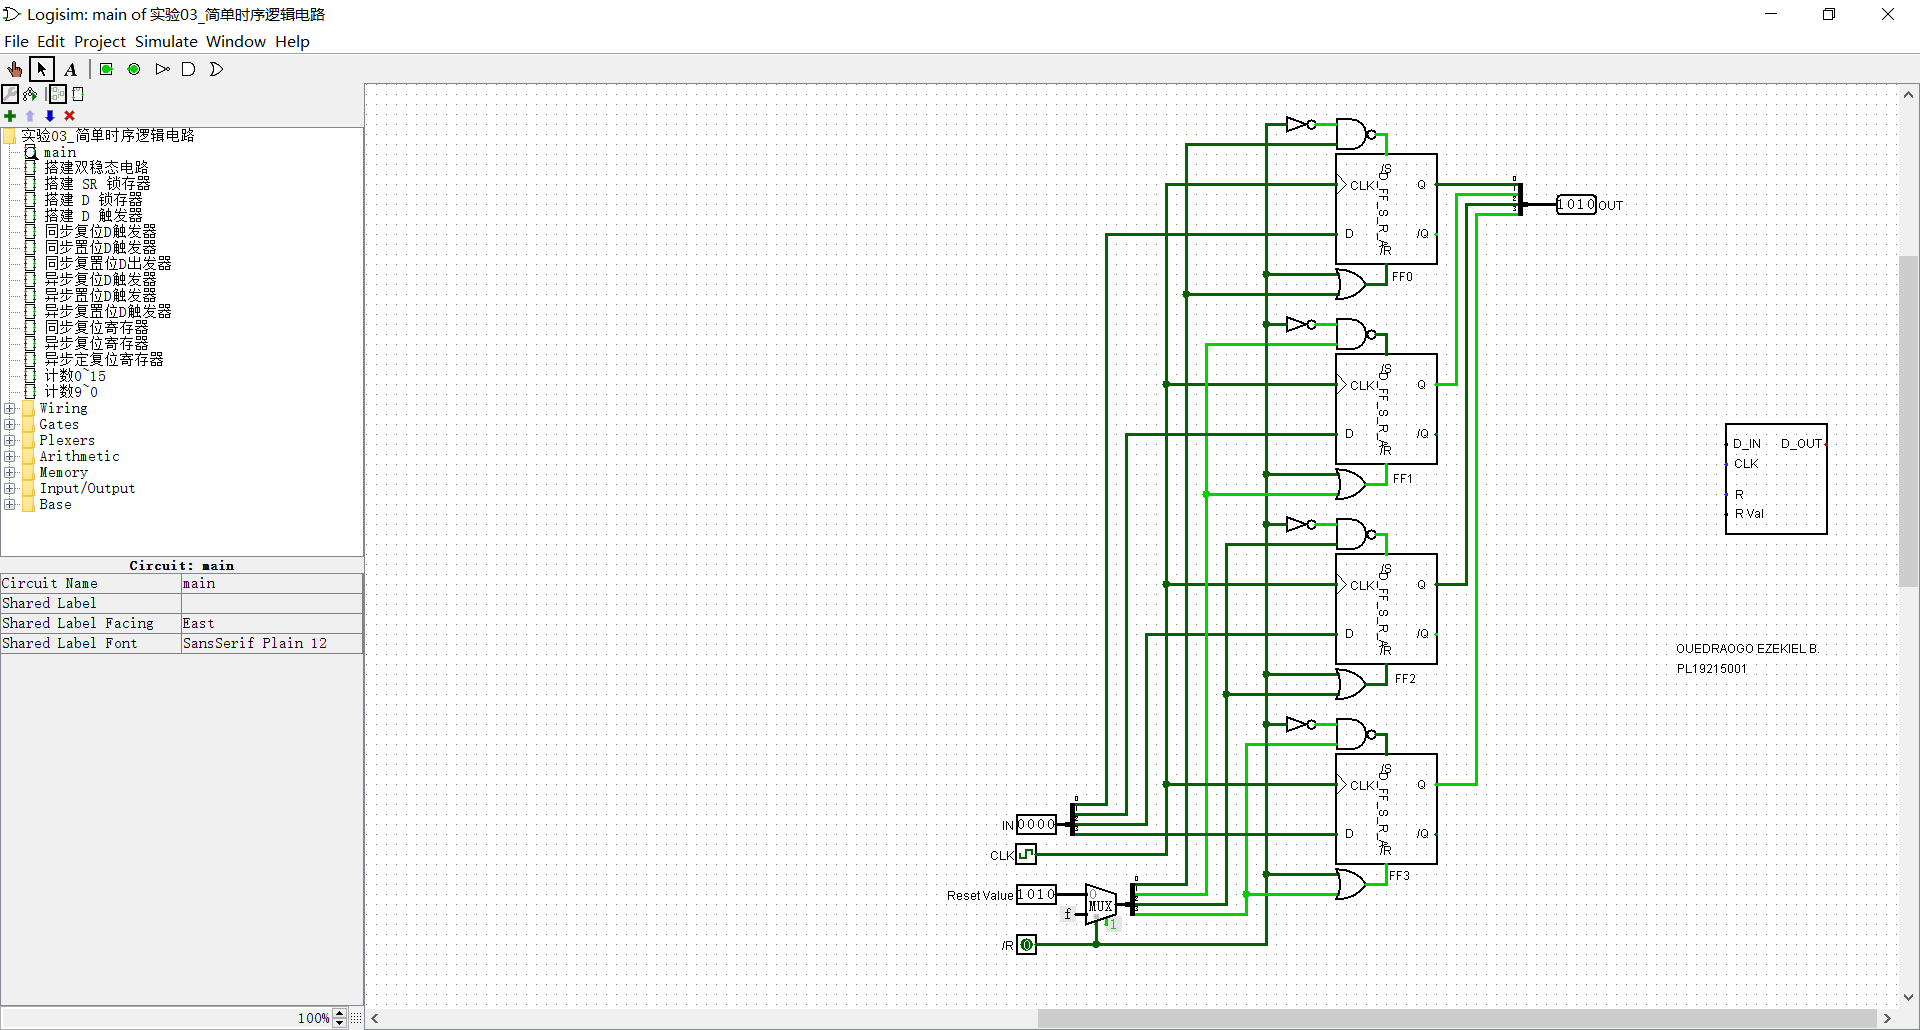 Logisim: main of 实验03_简单时序逻辑电路
File Edit Project Simulate Window Help
A
实验03_简单时序逻辑电路
main
搭建双稳态电路
搭建 SR 锁存器
搭建 D 锁存器
搭建 D 触发器
同步复位D触发器
同步置位D触发器
同步复置位D出发器
异步复位D触发器
异步置位D触发器
异步复置位D触发器
同步复位寄存器
异步复位寄存器
异步定复位寄存器
计数0~15
计数9~0
Wiring
Gates
Plexers
Arithmetic
Memory
Input/Output
Base
Circuit: main
Circuit Name main
Shared Label
Shared Label Facing East
Shared Label Font SansSerif Plain 12
100%
/S
CLK Q
D_FF_S_R_A
D /Q
/R
FF0
1010 OUT
/S
CLK Q
D_FF_S_R_A
D /Q
/R
FF1
/S
CLK Q
D_FF_S_R_A
D /Q
/R
FF2
/S
CLK Q
D_FF_S_R_A
D /Q
/R
FF3
IN 0000
CLK
Reset Value 1010
0
MUX
f
1
/R 0
D_IN D_OUT
CLK
R
R Val
OUEDRAOGO EZEKIEL B.
PL19215001